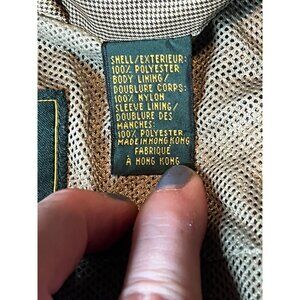 SHELL/EXTERIEUR:
100% POLYESTER
BODY LINING/
DOUBLURE CORPS:
100% NYLON
SLEEVE LINING/
DOUBLURE DES
MANCHES:
100% POLYESTER
MADE IN HONG KONG
FABRIQUÉ
À HONG KONG